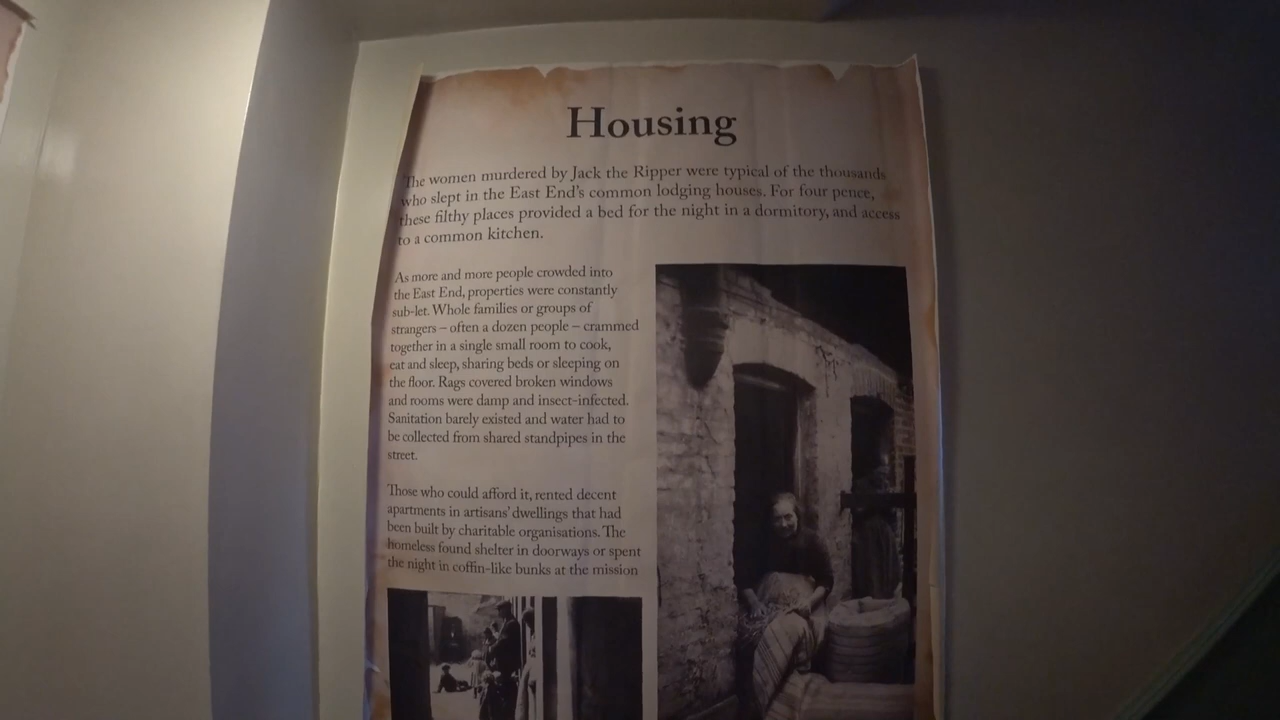 Housing
The women murdered by Jack the Ripper were typical of the thousands
who slept in the East End's common lodging houses. For four pence,
these filthy places provided a bed for the night in a dormitory, and access
to a common kitchen.
As more and more people crowded into
the East End, properties were constantly
sub-let. Whole families or groups of
strangers – often a dozen people – crammed
together in a single small room to cook,
eat and sleep, sharing beds or sleeping on
the floor. Rags covered broken windows
and rooms were damp and insect-infected.
Sanitation barely existed and water had to
be collected from shared standpipes in the
street.
Those who could afford it, rented decent
apartments in artisans' dwellings that had
been built by charitable organisations. The
homeless found shelter in doorways or spent
the night in coffin-like bunks at the mission